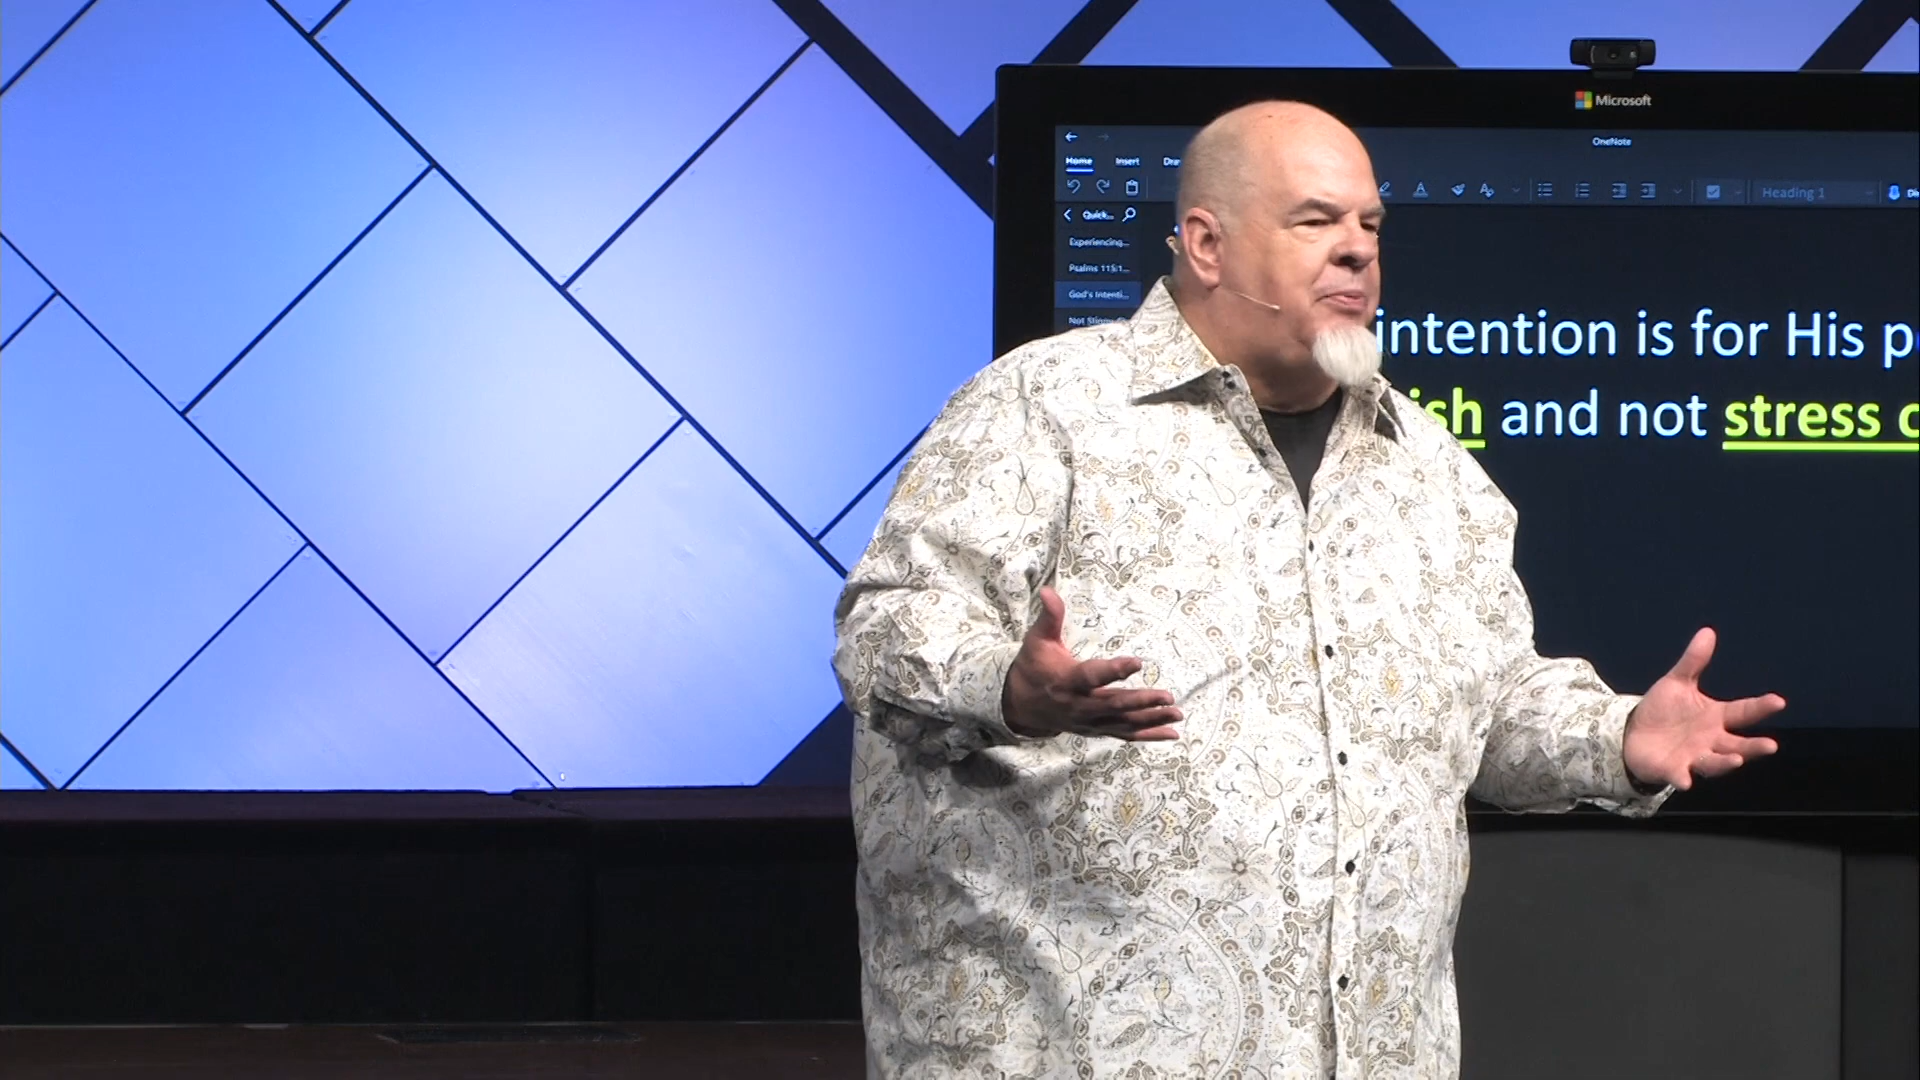 Microsoft
OneNote
Home Insert
Heading 1
Quick...
Experiencing...
Psalms 115:1...
God's Intenti...
intention is for His
and not stress